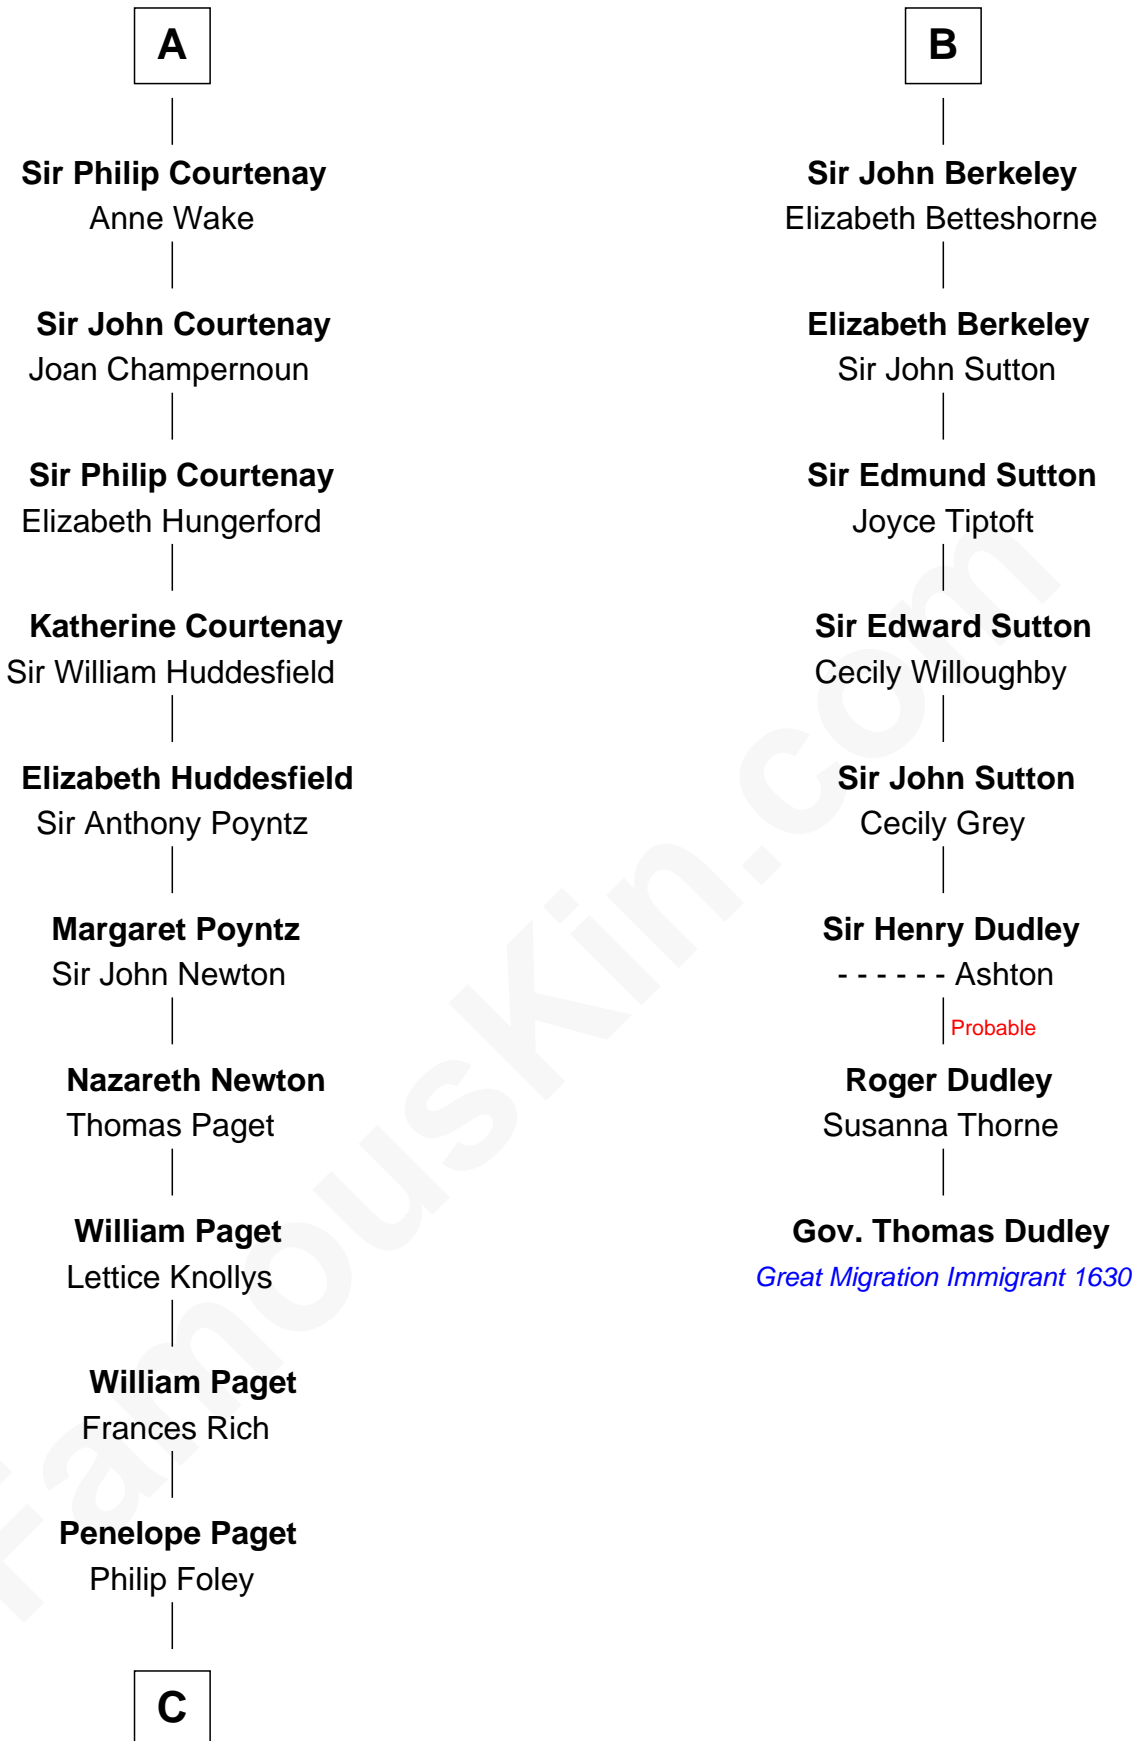 A
Sir Philip Courtenay
Anne Wake
Sir John Courtenay
Joan Champernoun
Sir Philip Courtenay
Elizabeth Hungerford
Katherine Courtenay
Sir William Huddesfield
Elizabeth Huddesfield
Sir Anthony Poyntz
Margaret Poyntz
Sir John Newton
Nazareth Newton
Thomas Paget
William Paget
Lettice Knollys
William Paget
Frances Rich
Penelope Paget
Philip Foley
C
B
Sir John Berkeley
Elizabeth Betteshorne
Elizabeth Berkeley
Sir John Sutton
Sir Edmund Sutton
Joyce Tiptoft
Sir Edward Sutton
Cecily Willoughby
Sir John Sutton
Cecily Grey
Sir Henry Dudley
- - - - - - Ashton
Probable
Roger Dudley
Susanna Thorne
Gov. Thomas Dudley
Great Migration Immigrant 1630
FamousKin.com